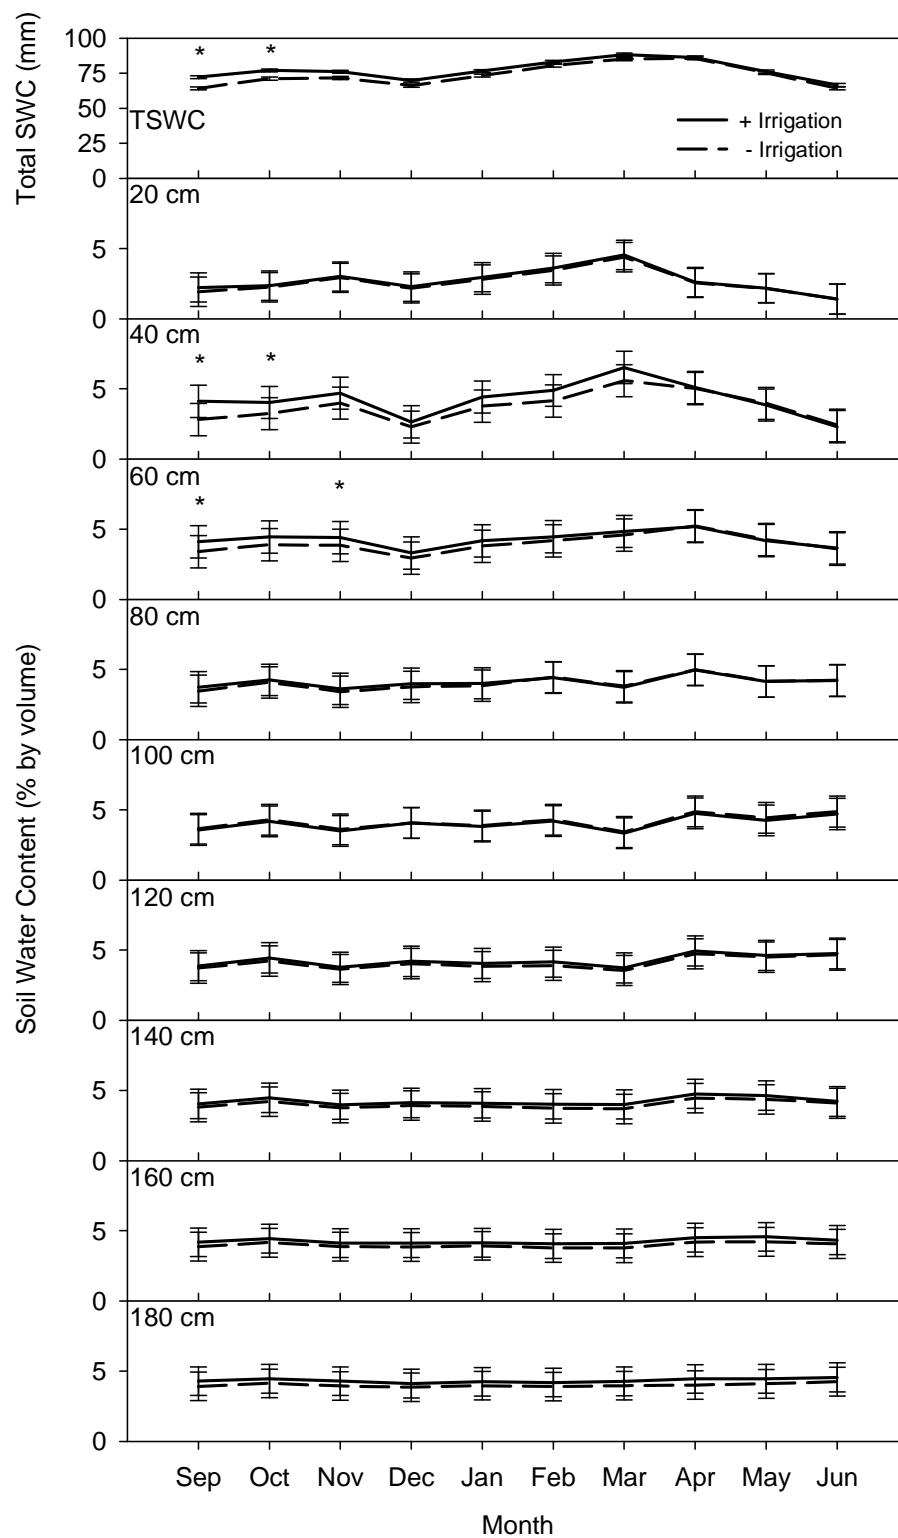 Total SWC (mm)
100
75
50
25
0
* *
TSWC
+ Irrigation
- Irrigation
20 cm
5
0
40 cm
* *
5
0
60 cm
* *
5
0
Soil Water Content (% by volume)
80 cm
5
0
100 cm
5
0
120 cm
5
0
140 cm
5
0
160 cm
5
0
180 cm
5
0
Sep Oct Nov Dec Jan Feb Mar Apr May Jun
Month